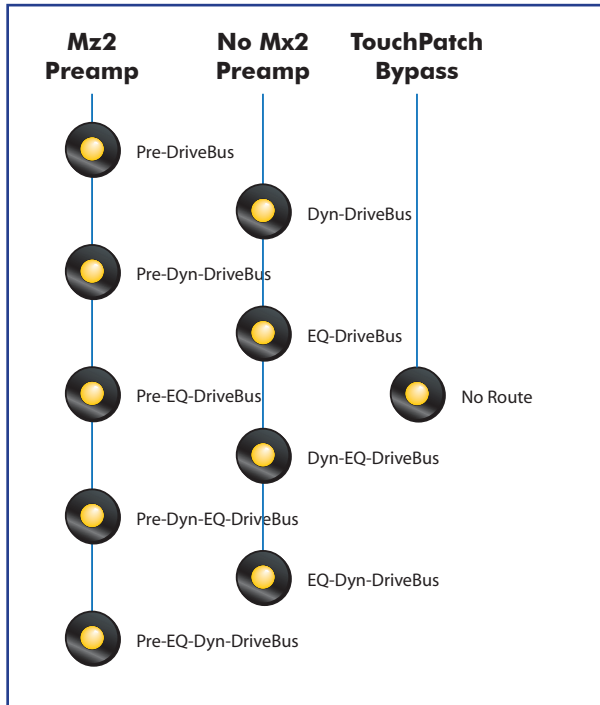 Mz2
Preamp
No Mx2
Preamp
TouchPatch
Bypass
Pre-DriveBus
Dyn-DriveBus
Pre-Dyn-DriveBus
EQ-DriveBus
Pre-EQ-DriveBus
No Route
Dyn-EQ-DriveBus
Pre-Dyn-EQ-DriveBus
EQ-Dyn-DriveBus
Pre-EQ-Dyn-DriveBus